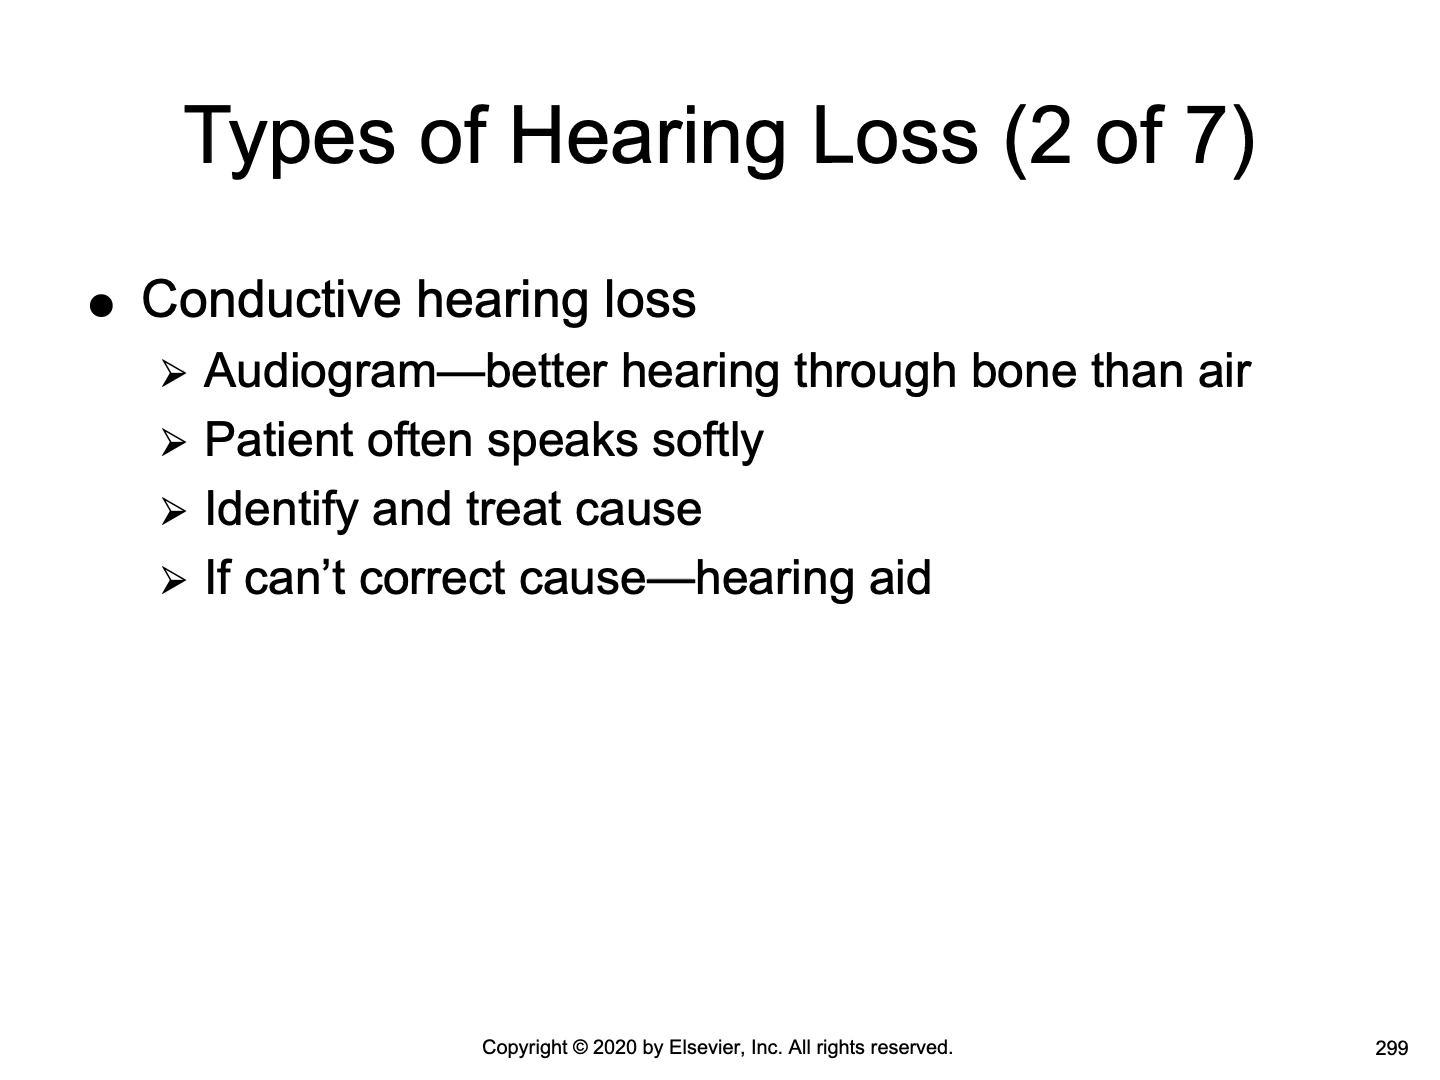 Types of Hearing Loss (2 of 7)
● Conductive hearing loss
➢ Audiogram—better hearing through bone than air
➢ Patient often speaks softly
➢ Identify and treat cause
➢ If can’t correct cause—hearing aid
Copyright © 2020 by Elsevier, Inc. All rights reserved.
299